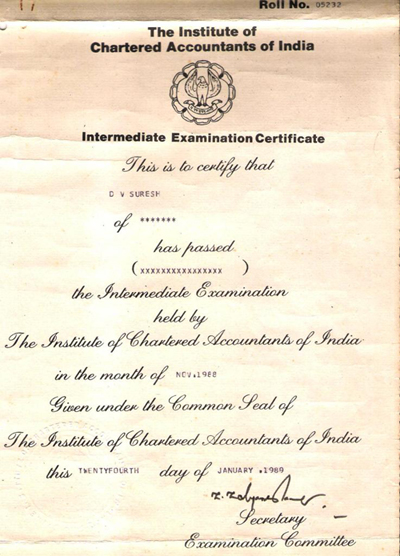 Roll No. 05232
The Institute of
Chartered Accountants of India
Intermediate Examination Certificate
This is to certify that
D V SURESH
of *******
has passed
(xxxxxxxxxxxxxxxx)
the Intermediate Examination
held by
The Institute of Chartered Accountants of India
in the month of NOV.1988
Given under the Common Seal of
The Institute of Chartered Accountants of India
this TWENTYFOURTH day of JANUARY .1989
Secretary
Examination Committee